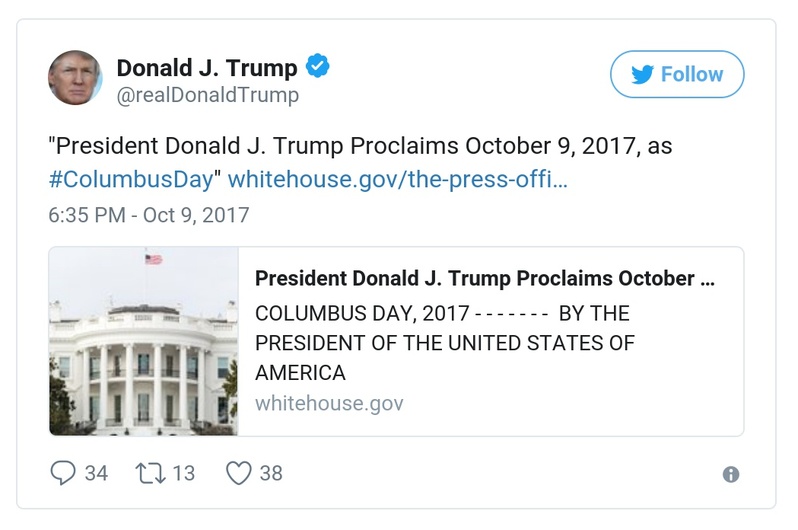 Donald J. Trump
@realDonaldTrump
Follow
"President Donald J. Trump Proclaims October 9, 2017, as
#ColumbusDay" whitehouse.gov/the-press-offi…
6:35 PM - Oct 9, 2017
President Donald J. Trump Proclaims October ...
COLUMBUS DAY, 2017 - - - - - - - BY THE
PRESIDENT OF THE UNITED STATES OF
AMERICA
whitehouse.gov
34 13 38